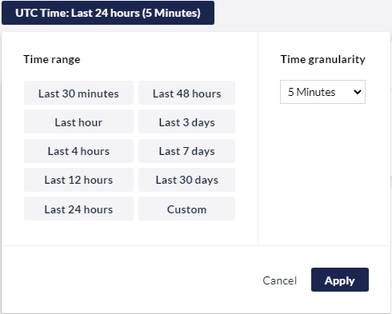 UTC Time: Last 24 hours (5 Minutes)
Time range
Time granularity
Last 30 minutes
Last 48 hours
5 Minutes
Last hour
Last 3 days
Last 4 hours
Last 7 days
Last 12 hours
Last 30 days
Last 24 hours
Custom
Cancel
Apply